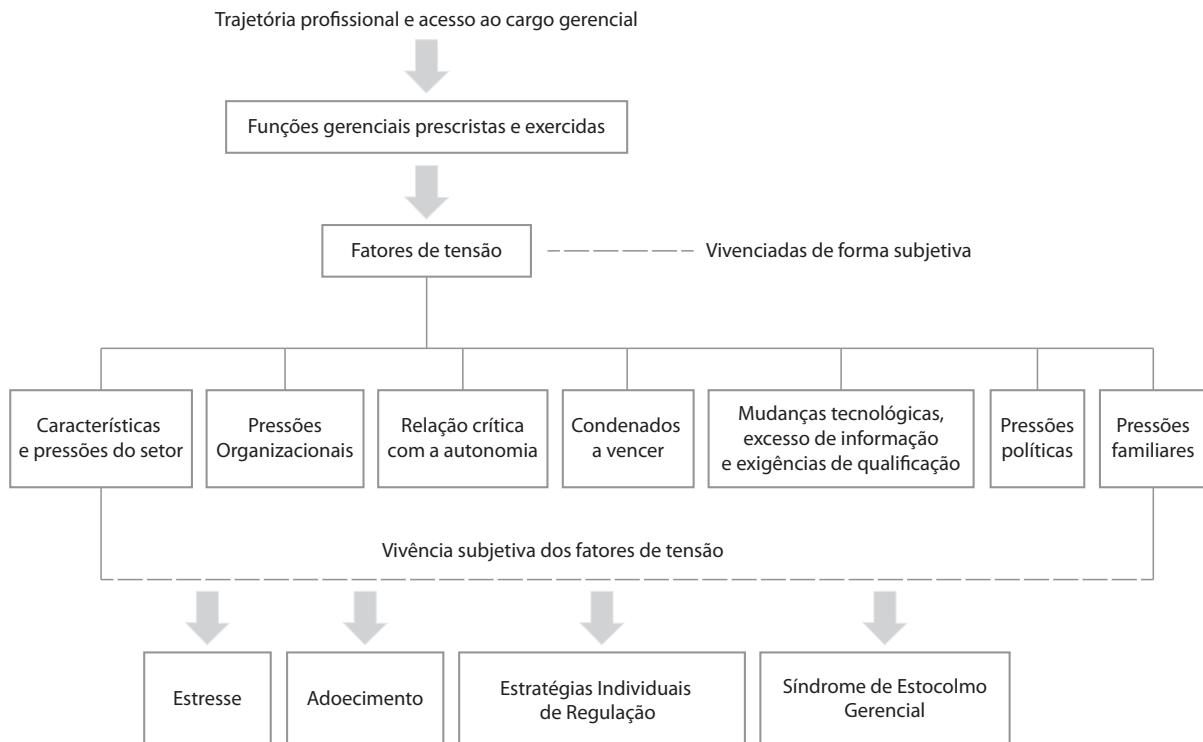 Trajetória profissional e acesso ao cargo gerencial
Funções gerenciais prescristas e exercidas
Fatores de tensão
Vivenciadas de forma subjetiva
Características
e pressões do setor
Pressões
Organizacionais
Relação crítica
com a autonomia
Condenados
a vencer
Mudanças tecnológicas,
excesso de informação
e exigências de qualificação
Pressões
políticas
Pressões
familiares
Vivência subjetiva dos fatores de tensão
Estresse
Adoecimento
Estratégias Individuais
de Regulação
Síndrome de Estocolmo
Gerencial